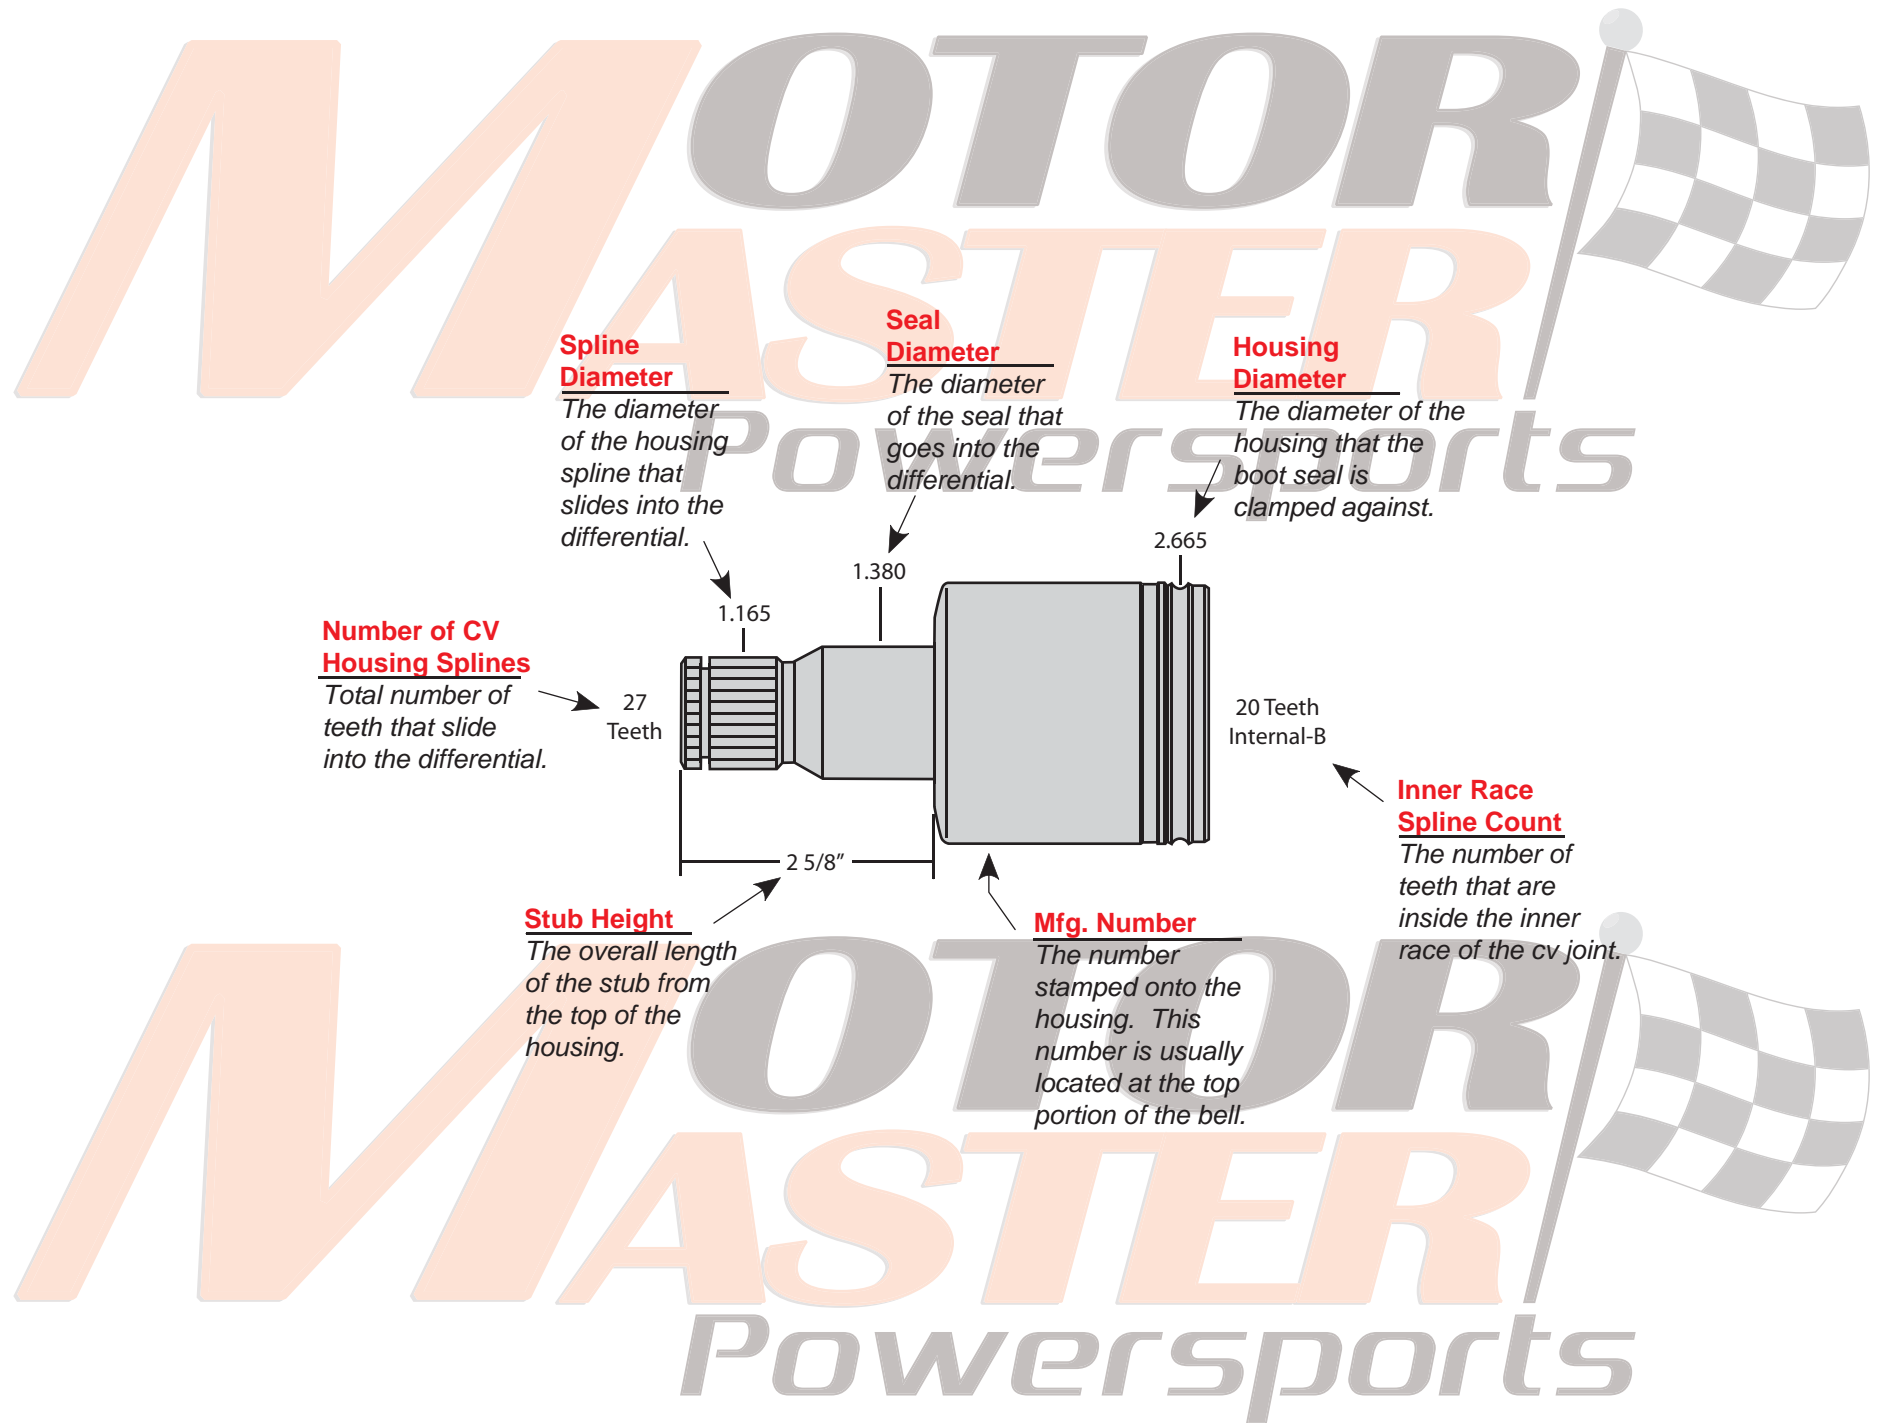 MOTOR
MASTER
Powersports
Spline
Diameter
The diameter
of the housing
spline that
slides into the
differential.
Seal
Diameter
The diameter
of the seal that
goes into the
differential.
Housing
Diameter
The diameter of the
housing that the
boot seal is
clamped against.
1.165
1.380
2.665
Number of CV
Housing Splines
Total number of
teeth that slide
into the differential.
27
Teeth
20 Teeth
Internal-B
Inner Race
Spline Count
The number of
teeth that are
inside the inner
race of the cv joint.
2 5/8”
Stub Height
The overall length
of the stub from
the top of the
housing.
Mfg. Number
The number
stamped onto the
housing.  This
number is usually
located at the top
portion of the bell.
MOTOR
MASTER
Powersports